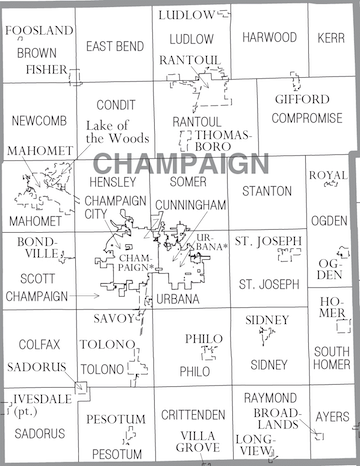 LUDLOW
FOOSLAND
BROWN
EAST BEND
LUDLOW
HARWOOD
KERR
FISHER
RANTOUL
CONDIT
GIFFORD
NEWCOMB
RANTOUL
COMPROMISE
Lake of
the Woods
THOMAS-
BORO
MAHOMET
CHAMPAIGN
HENSLEY
SOMER
STANTON
ROYAL
CHAMPAIGN
CITY
CUNNINGHAM
MAHOMET
OGDEN
BOND-
VILLE
UR-
BANA*
ST. JOSEPH
CHAM-
PAIGN*
OG-
DEN
SCOTT
ST. JOSEPH
CHAMPAIGN
URBANA
HO-
MER
SAVOY
SIDNEY
COLFAX
TOLONO
PHILO
SOUTH
HOMER
SADORUS
TOLONO
PHILO
SIDNEY
IVESDALE
(pt.)
RAYMOND
PESOTUM
CRITTENDEN
BROAD-
LANDS
AYERS
SADORUS
VILLA
GROVE
LONG-
VIEW
PESOTUM